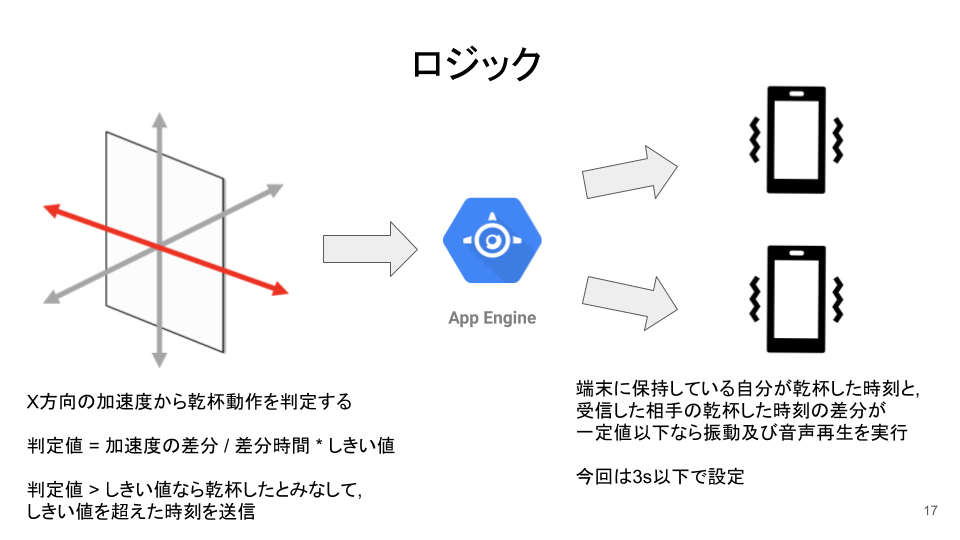 ロジック
App Engine
X方向の加速度から乾杯動作を判定する
判定値 = 加速度の差分 / 差分時間 * しきい値
判定値 > しきい値なら乾杯したとみなして,
しきい値を超えた時刻を送信
端末に保持している自分が乾杯した時刻と,
受信した相手の乾杯した時刻の差分が
一定値以下なら振動及び音声再生を実行
今回は3s以下で設定
17